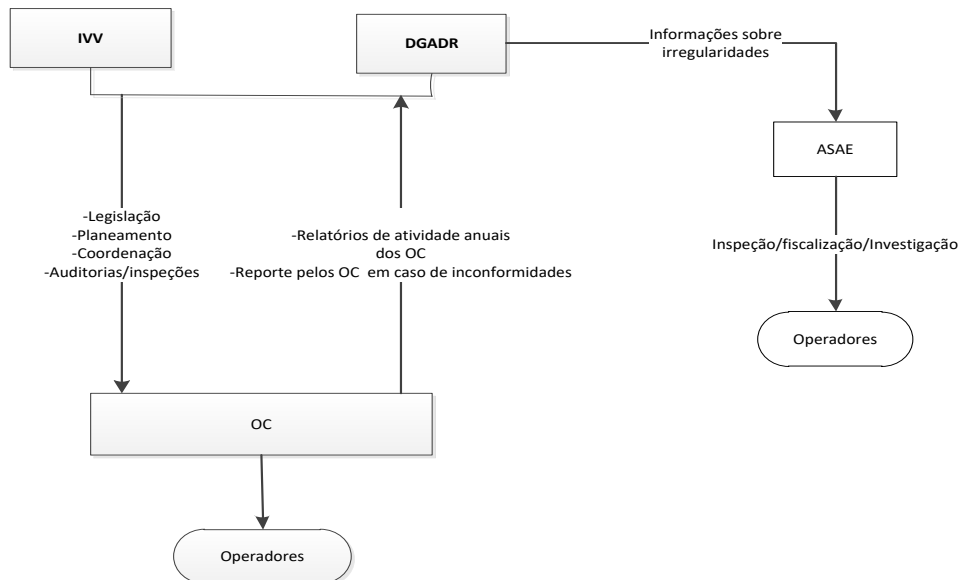 IVV
DGADR
Informações sobre
irregularidades
ASAE
-Legislação
-Planeamento
-Coordenação
-Auditorias/inspeções
-Relatórios de atividade anuais
dos OC
-Reporte pelos OC em caso de inconformidades
Inspeção/fiscalização/Investigação
Operadores
OC
Operadores